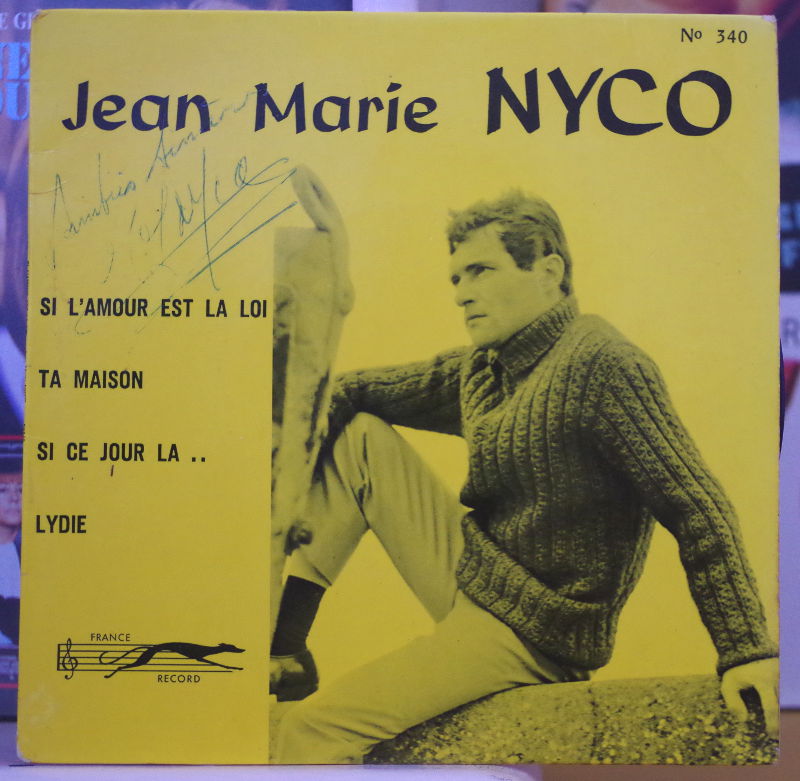 Nº 340
Jean Marie NYCO
SI L'AMOUR EST LA LOI
TA MAISON
SI CE JOUR LA ..
LYDIE
FRANCE
RECORD